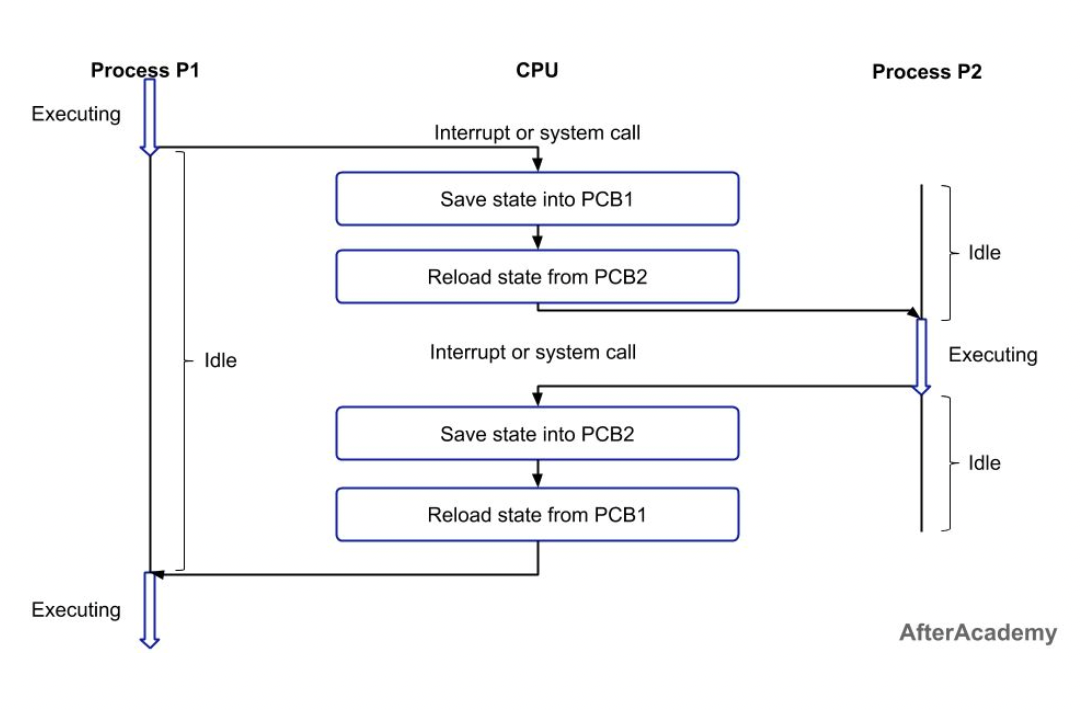 Process P1
CPU
Process P2
Executing
Interrupt or system call
Save state into PCB1
Idle
Reload state from PCB2
Interrupt or system call
Executing
Idle
Save state into PCB2
Idle
Reload state from PCB1
Executing
AfterAcademy